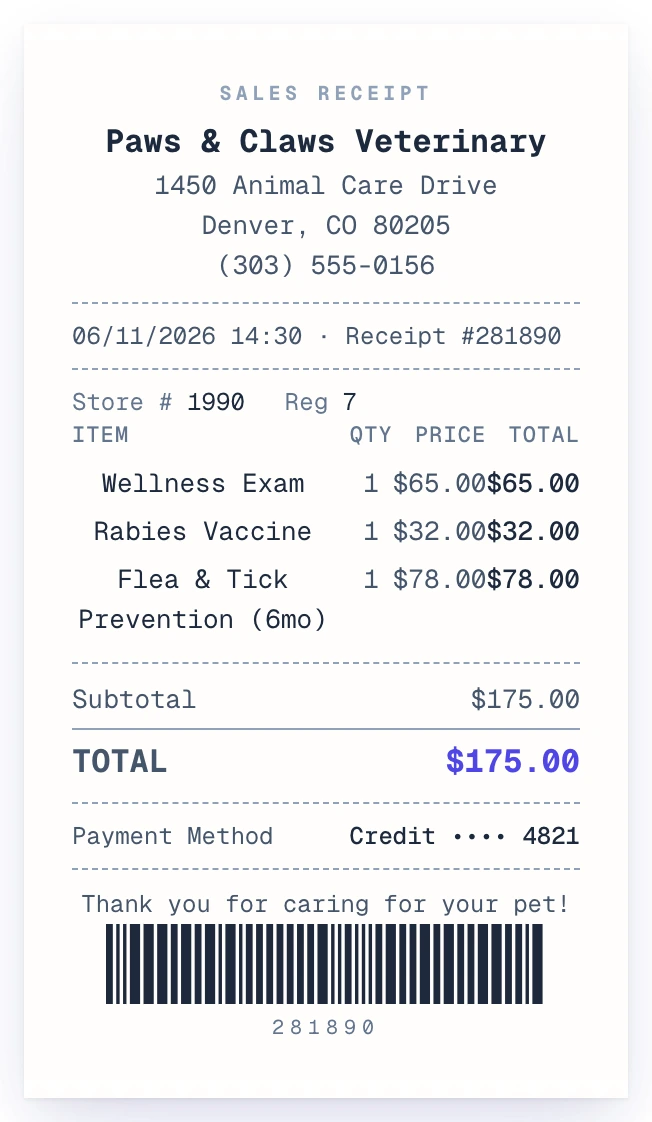 SALES RECEIPT
Paws & Claws Veterinary
1450 Animal Care Drive
Denver, CO 80205
(303) 555-0156
06/11/2026 14:30 · Receipt #281890
Store # 1990 Reg 7
ITEM QTY PRICE TOTAL
Wellness Exam 1 $65.00 $65.00
Rabies Vaccine 1 $32.00 $32.00
Flea & Tick 1 $78.00 $78.00
Prevention (6mo)
Subtotal $175.00
TOTAL $175.00
Payment Method Credit •••• 4821
Thank you for caring for your pet!
281890